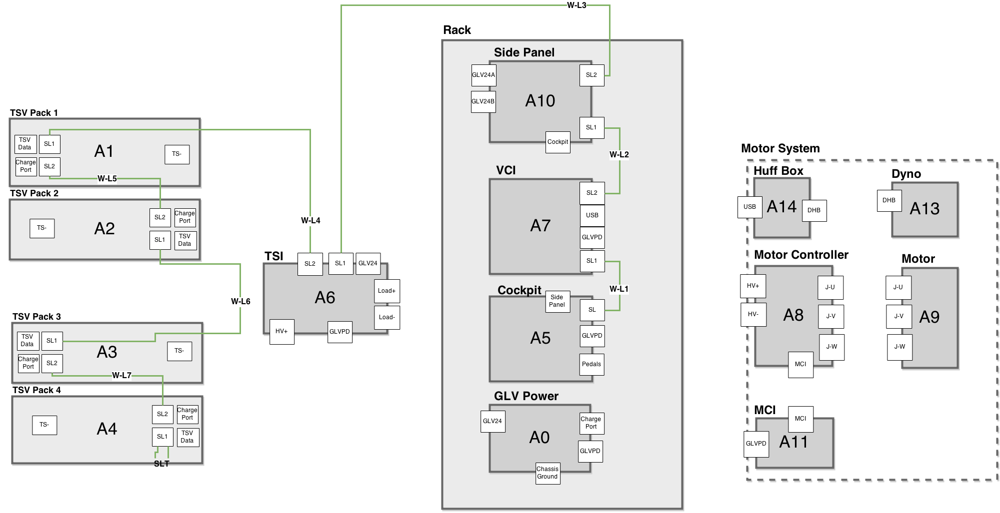 W-L3
Rack
Side Panel
GLV24A
SL2
GLV24B
A10
SL1
Cockpit
W-L2
VCI
SL2
USB
A7
GLVPD
SL1
W-L1
Cockpit
Side
Panel
SL
A5
GLVPD
Pedals
GLV Power
GLV24
Charge
Port
A0
GLVPD
Chassis
Ground
TSV Pack 1
TSV
Data
SL1
A1
TS-
Charge
Port
SL2
W-L5
TSV Pack 2
SL2
Charge
Port
TS-
A2
SL1
TSV
Data
W-L4
W-L6
TSV Pack 3
TSV
Data
SL1
A3
TS-
Charge
Port
SL2
W-L7
TSV Pack 4
SL2
Charge
Port
TS-
A4
SL1
TSV
Data
SLT
TSI
SL2
SL1
GLV24
Load+
A6
Load-
HV+
GLVPD
Motor System
Huff Box
USB
A14
DHB
Dyno
DHB
A13
Motor Controller
HV+
J-U
HV-
A8
J-V
J-W
MCI
Motor
J-U
J-V
A9
J-W
MCI
MCI
GLVPD
A11